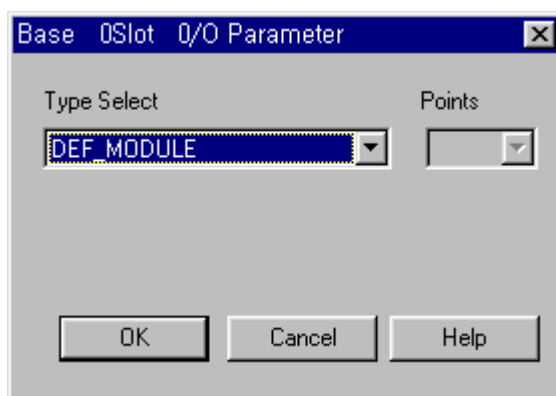 Base 0Slot 0/O Parameter
Type Select Points
DEF_MODULE
OK Cancel Help